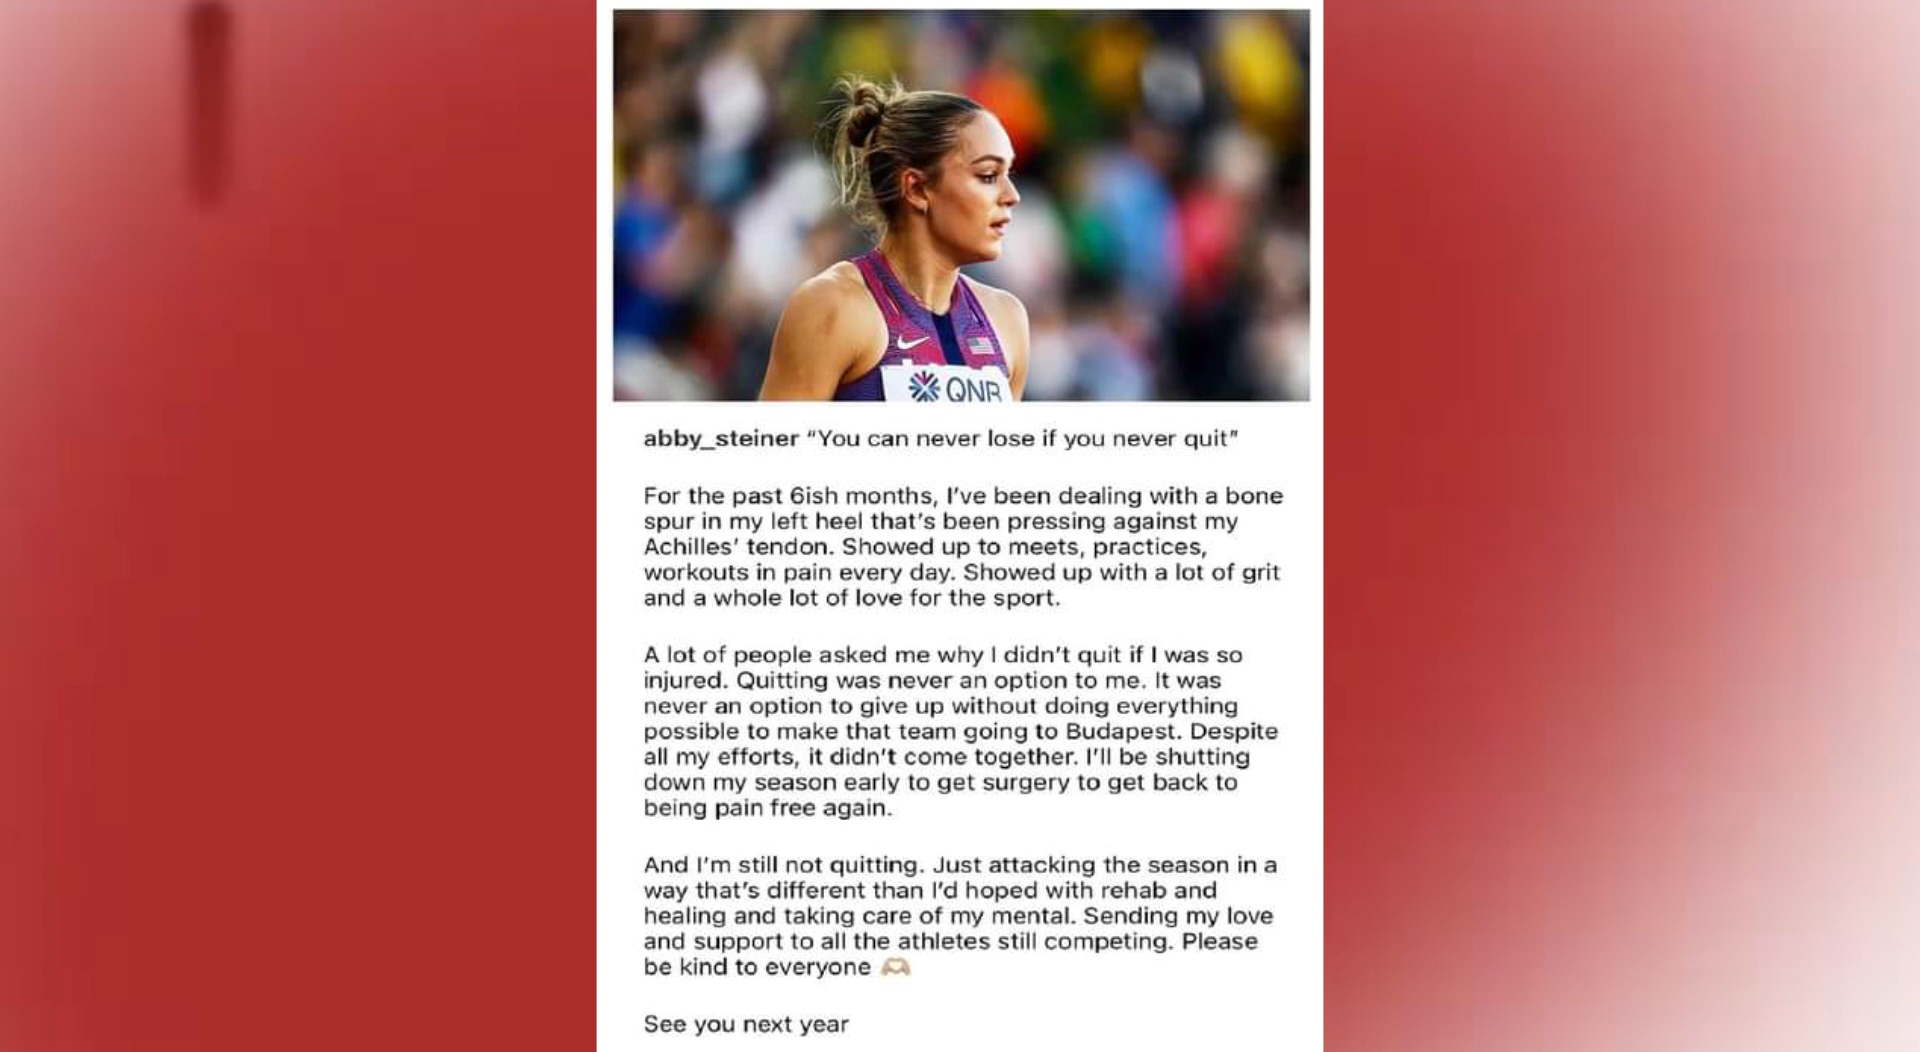 QNB
abby_steiner “You can never lose if you never quit”
For the past 6ish months, I’ve been dealing with a bone
spur in my left heel that’s been pressing against my
Achilles’ tendon. Showed up to meets, practices,
workouts in pain every day. Showed up with a lot of grit
and a whole lot of love for the sport.
A lot of people asked me why I didn’t quit if I was so
injured. Quitting was never an option to me. It was
never an option to give up without doing everything
possible to make that team going to Budapest. Despite
all my efforts, it didn’t come together. I’ll be shutting
down my season early to get surgery to get back to
being pain free again.
And I’m still not quitting. Just attacking the season in a
way that’s different than I’d hoped with rehab and
healing and taking care of my mental. Sending my love
and support to all the athletes still competing. Please
be kind to everyone 🫶🏼
See you next year